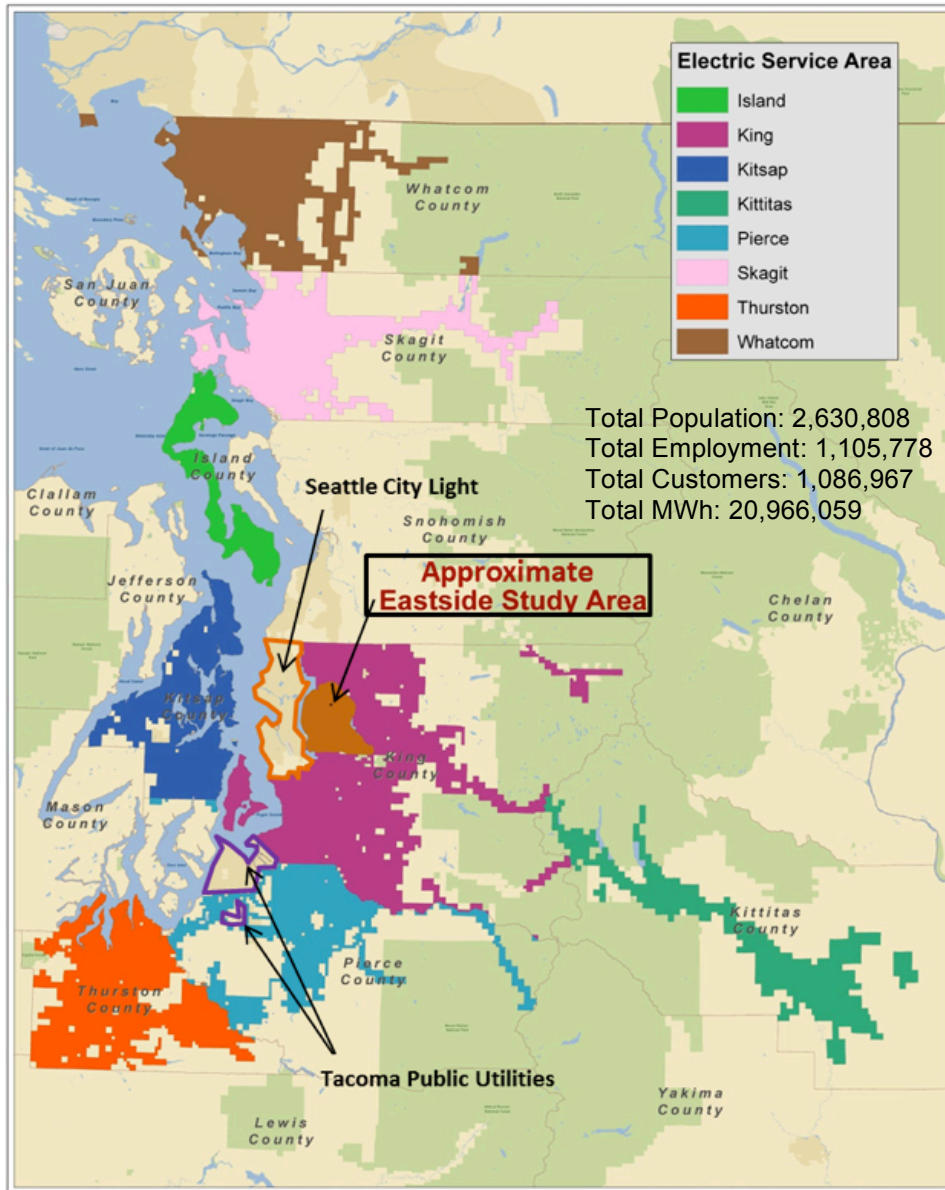 Electric Service Area
Island
King
Kitsap
Kittitas
Pierce
Skagit
Thurston
Whatcom
Whatcom
County
San Juan
County
Skagit
County
Total Population: 2,630,808
Total Employment: 1,105,778
Total Customers: 1,086,967
Total MWh: 20,966,059
Island
County
Clallam
County
Seattle City Light
Snohomish
County
Approximate
Eastside Study Area
Jefferson
County
Chelan
County
Kitsap
County
King
County
Mason
County
Kittitas
County
Pierce
County
Thurston
County
Tacoma Public Utilities
Yakima
County
Lewis
County